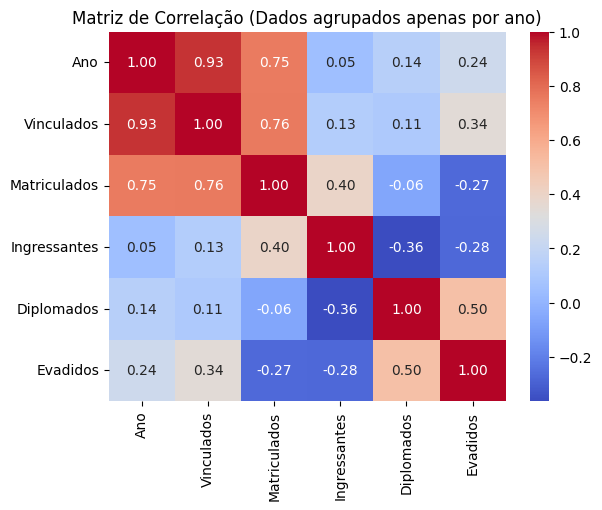 Matriz de Correlação (Dados agrupados apenas por ano)
Ano 1.00 0.93 0.75 0.05 0.14 0.24
Vinculados 0.93 1.00 0.76 0.13 0.11 0.34
Matriculados 0.75 0.76 1.00 0.40 -0.06 -0.27
Ingressantes 0.05 0.13 0.40 1.00 -0.36 -0.28
Diplomados 0.14 0.11 -0.06 -0.36 1.00 0.50
Evadidos 0.24 0.34 -0.27 -0.28 0.50 1.00
Ano Vinculados Matriculados Ingressantes Diplomados Evadidos
1.0
0.8
0.6
0.4
0.2
0.0
−0.2